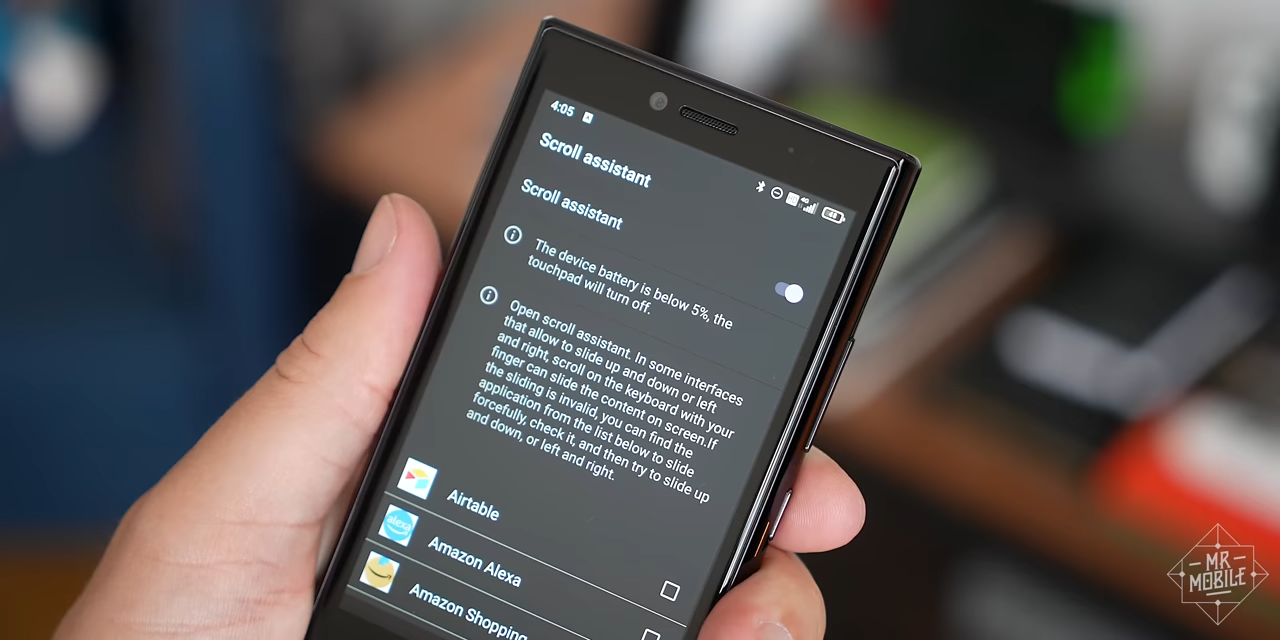 4:05
4G
48
Scroll assistant
Scroll assistant
The device battery is below 5%, the
touchpad will turn off.
Open scroll assistant. In some interfaces
that allow to slide up and down or left
and right, scroll on the keyboard with your
finger can slide the content on screen.If
the sliding is invalid, you can find the
application from the list below to slide
forcefully, check it, and then try to slide up
and down, or left and right.
Airtable
alexa
Amazon Alexa
Amazon Shopping
MR
MOBILE